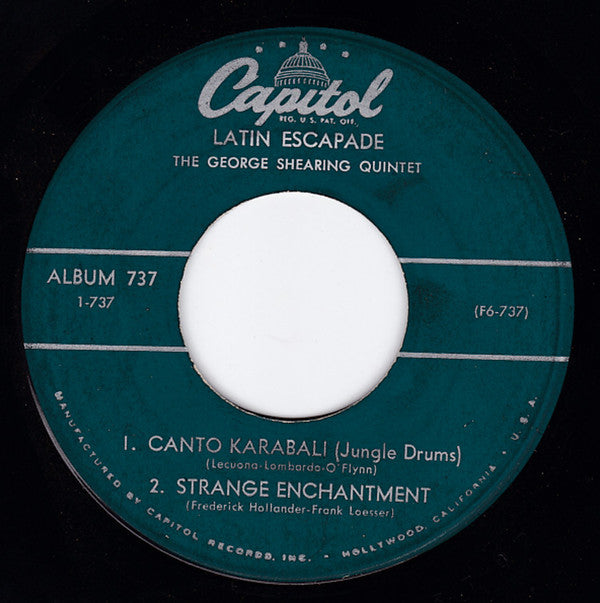 Capitol
REG. U.S. PAT. OFF.
LATIN ESCAPADE
THE GEORGE SHEARING QUINTET
ALBUM 737
1-737
(F6-737)
1. CANTO KARABALI (Jungle Drums)
(Lecuona-Lombardo-O'Flynn)
2. STRANGE ENCHANTMENT
(Frederick Hollander-Frank Loesser)
MANUFACTURED BY CAPITOL RECORDS, INC. - HOLLYWOOD, CALIFORNIA • U.S.A.